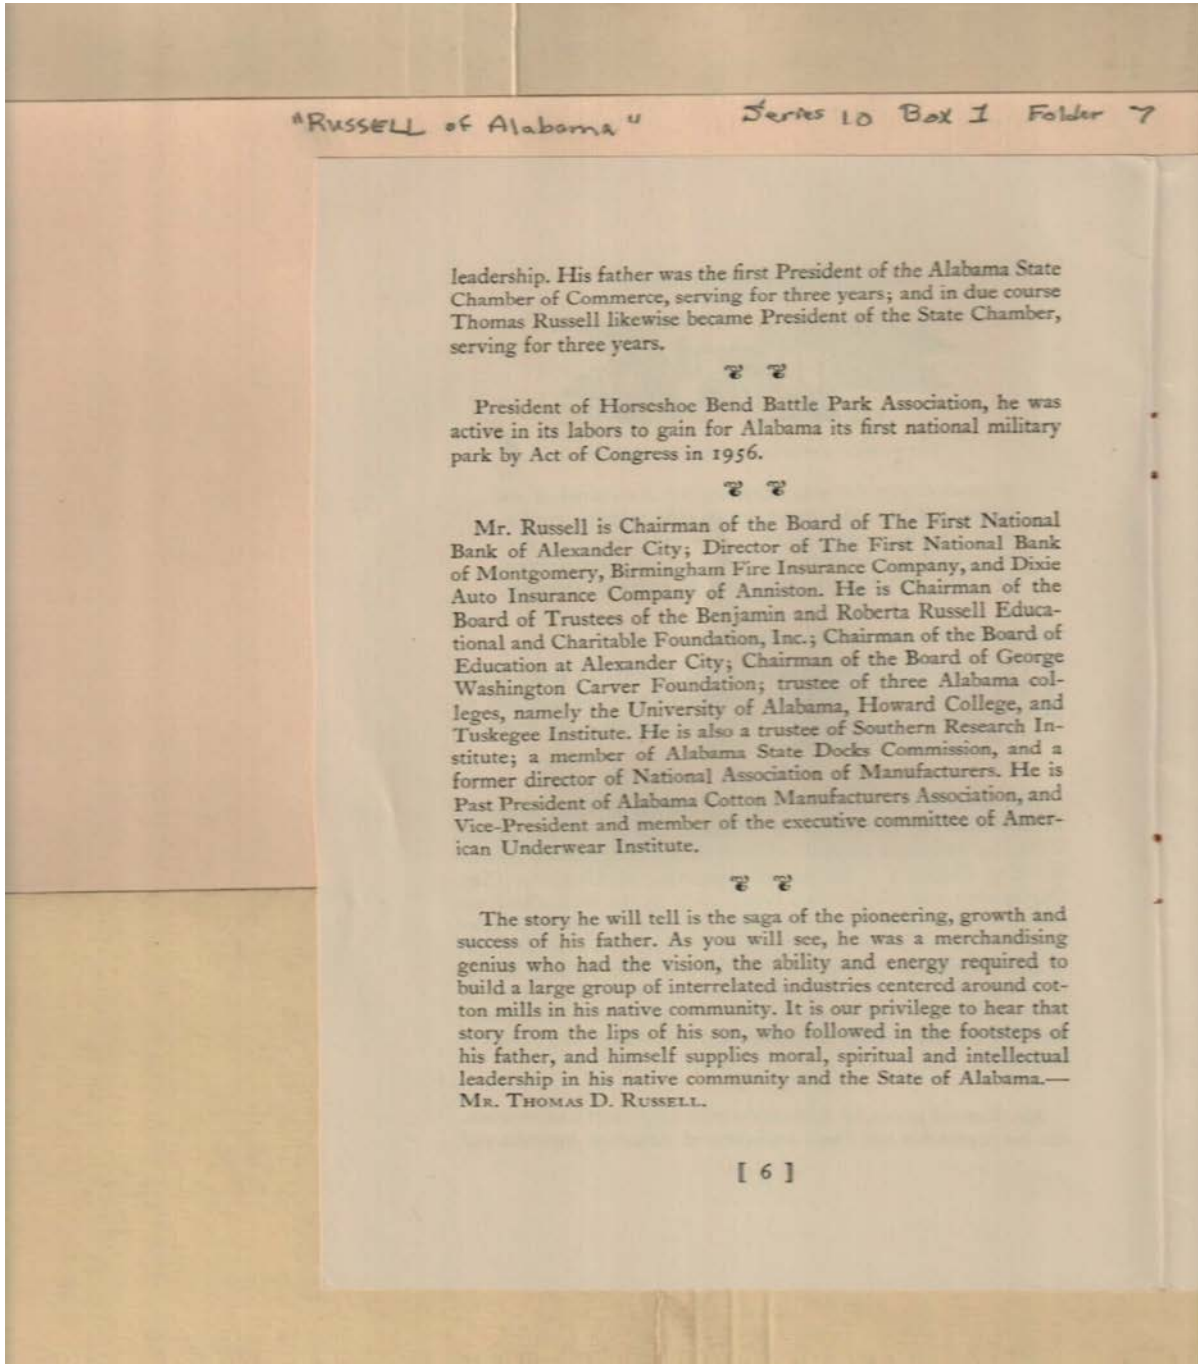 "RUSSELL of Alabama" Series 10 Box 1 Folder 7
leadership. His father was the first President of the Alabama State
Chamber of Commerce, serving for three years; and in due course
Thomas Russell likewise became President of the State Chamber,
serving for three years.
President of Horseshoe Bend Battle Park Association, he was
active in its labors to gain for Alabama its first national military
park by Act of Congress in 1956.
Mr. Russell is Chairman of the Board of The First National
Bank of Alexander City; Director of The First National Bank
of Montgomery, Birmingham Fire Insurance Company, and Dixie
Auto Insurance Company of Anniston. He is Chairman of the
Board of Trustees of the Benjamin and Roberta Russell Educa-
tional and Charitable Foundation, Inc.; Chairman of the Board of
Education at Alexander City; Chairman of the Board of George
Washington Carver Foundation; trustee of three Alabama col-
leges, namely the University of Alabama, Howard College, and
Tuskegee Institute. He is also a trustee of Southern Research In-
stitute; a member of Alabama State Docks Commission, and a
former director of National Association of Manufacturers. He is
Past President of Alabama Cotton Manufacturers Association, and
Vice-President and member of the executive committee of Amer-
ican Underwear Institute.
The story he will tell is the saga of the pioneering, growth and
success of his father. As you will see, he was a merchandising
genius who had the vision, the ability and energy required to
build a large group of interrelated industries centered around cot-
ton mills in his native community. It is our privilege to hear that
story from the lips of his son, who followed in the footsteps of
his father, and himself supplies moral, spiritual and intellectual
leadership in his native community and the State of Alabama.—
MR. THOMAS D. RUSSELL.
[ 6 ]